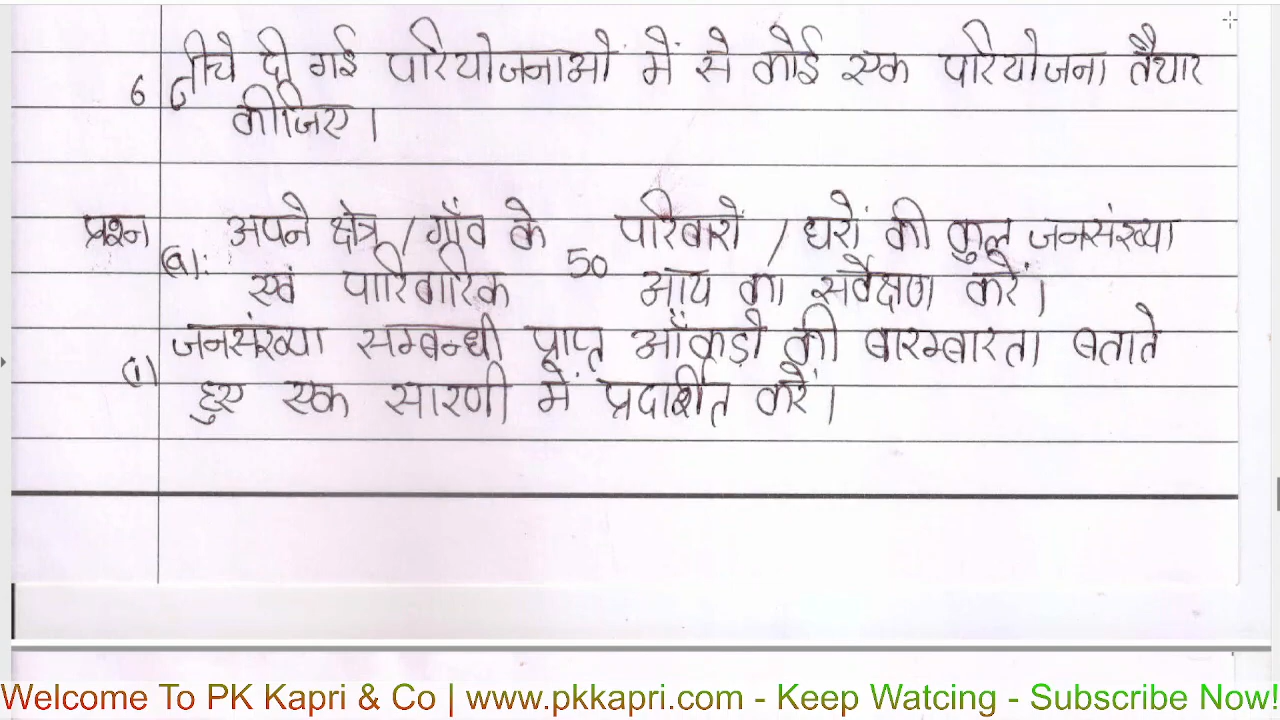 6 नीचे दी गई परियोजनाओं में से कोई एक परियोजना तैयार
कीजिए।
प्रश्न अपने क्षेत्र / गाँव के परिवारों / घरों की कुल जनसंख्या
(a). एवं पारिवारिक 50 आय का सर्वेक्षण करें।
जनसंख्या सम्बन्धी प्राप्त आँकड़ो की बारम्बारता बताते
(i) हुए एक सारणी में प्रदर्शित करें।
Welcome To PK Kapri & Co | www.pkkapri.com - Keep Watcing - Subscribe Now!